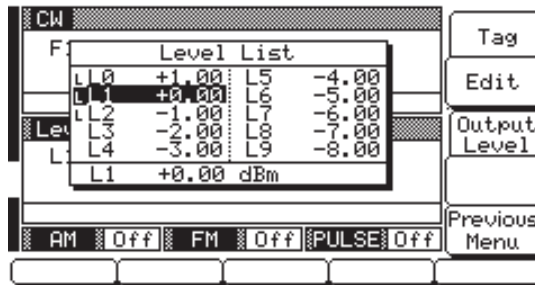 CW
F1
Level List
L L0 +1.00 L5 -4.00
L L1 +0.00 L6 -5.00
L L2 -1.00 L7 -6.00
L3 -2.00 L8 -7.00
L4 -3.00 L9 -8.00
L1 +0.00 dBm
Lev
L
AM Off FM Off PULSE Off
Tag
Edit
Output
Level
Previous
Menu